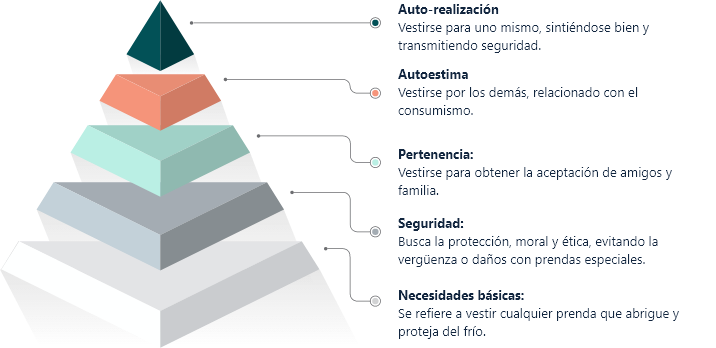 Auto-realización
Vestirse para uno mismo, sintiéndose bien y
transmitiendo seguridad.
Autoestima
Vestirse por los demás, relacionado con el
consumismo.
Pertenencia:
Vestirse para obtener la aceptación de amigos y
familia.
Seguridad:
Busca la protección, moral y ética, evitando la
vergüenza o daños con prendas especiales.
Necesidades básicas:
Se refiere a vestir cualquier prenda que abrigue y
proteja del frío.